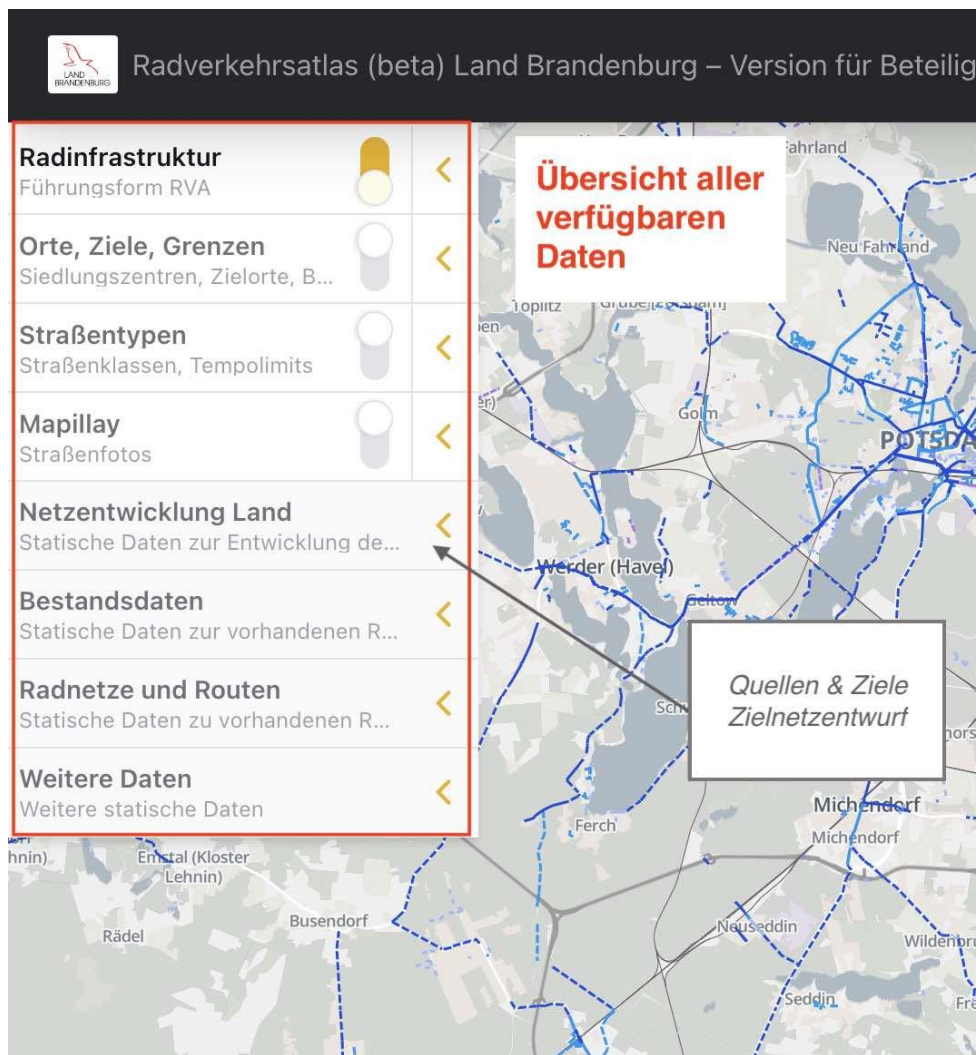 LAND
BRANDENBURG
Radverkehrsatlas (beta) Land Brandenburg – Version für Beteilig
Radinfrastruktur
Führungsform RVA
Orte, Ziele, Grenzen
Siedlungszentren, Zielorte, B...
Straßentypen
Straßenklassen, Tempolimits
Mapillay
Straßenfotos
Netzentwicklung Land
Statische Daten zur Entwicklung de...
Bestandsdaten
Statische Daten zur vorhandenen R...
Radnetze und Routen
Statische Daten zu vorhandenen R...
Weitere Daten
Weitere statische Daten
Übersicht aller
verfügbaren
Daten
Quellen & Ziele
Zielnetzentwurf
ahrland
Neu Fahrland
Töplitz
Golm
POTSDA
Werder (Havel)
Geltow
Michendorf
Michendorf
Ferch
hnin)
Emstal (Kloster
Lehnin)
Busendorf
Rädel
Neuseddin
Wildenbru
Seddin